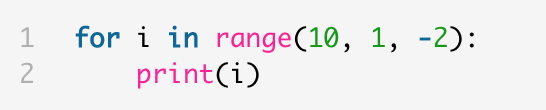 1 for i in range(10, 1, -2):
2     print(i)